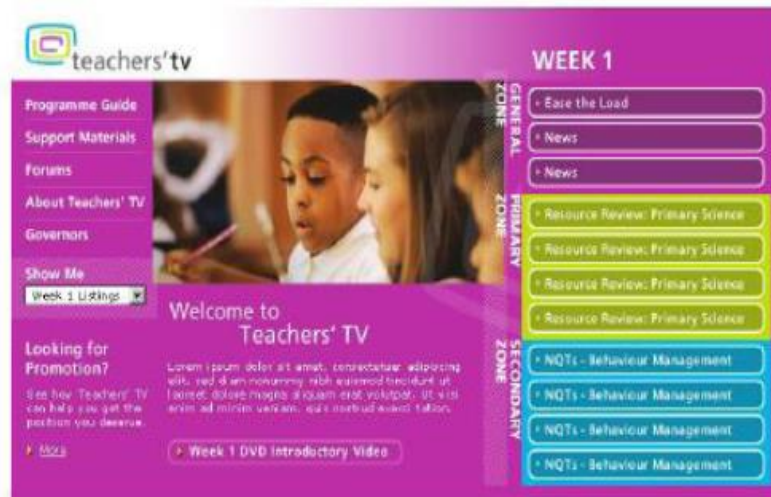 teachers'tv
Programme Guide
Support Materials
Forums
About Teachers' TV
Governors
Show Me
Week 1 Listings
Looking for
Promotion?
See how Teachers' TV
can help you get the
position you deserve.
More
Welcome to
Teachers' TV
Lorem ipsum dolor sit amet, consectetuer adipiscing
elit, sed diam nonummy nibh euismod tincidunt ut
laoreet dolore magna aliquam erat volutpat. Ut wisi
enim ad minim veniam, quis nostrud exerci tation.
Week 1 DVD Introductory Video
WEEK 1
GENERAL
ZONE
Ease the Load
News
News
PRIMARY
ZONE
Resource Review: Primary Science
Resource Review: Primary Science
Resource Review: Primary Science
Resource Review: Primary Science
SECONDARY
ZONE
NQTs - Behaviour Management
NQTs - Behaviour Management
NQTs - Behaviour Management
NQTs - Behaviour Management